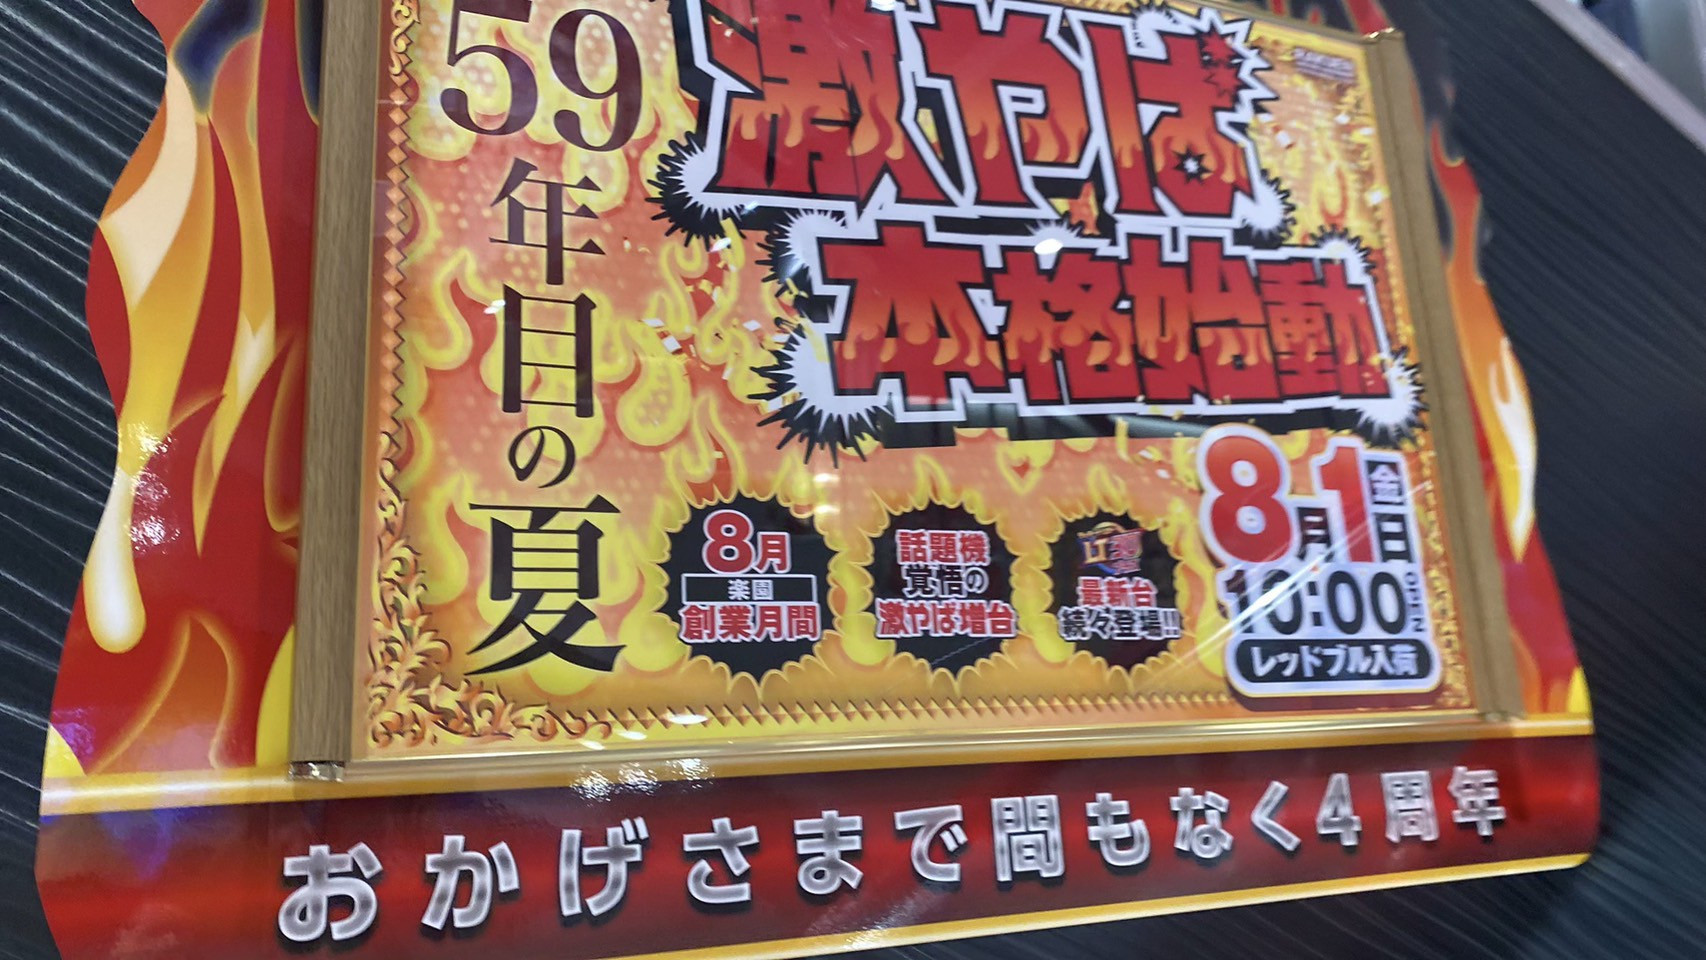 59年目の夏
激やば
本格始動
8月
楽園
創業月間
話題機
覚悟の
激やば増台
最新台
続々登場!!
8月1日
金
10:00
レッドブル入荷
おかげさまで間もなく4周年